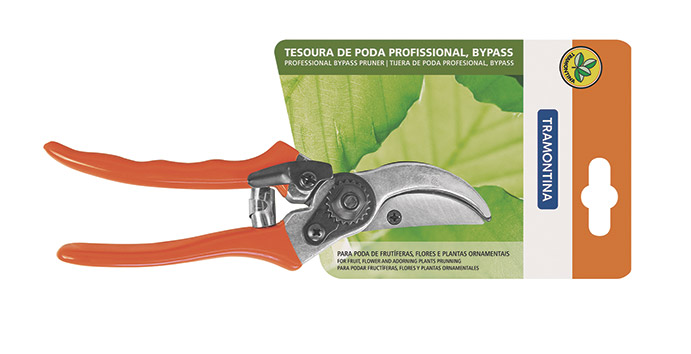 TESOURA DE PODA PROFISSIONAL, BYPASS
PROFESSIONAL BYPASS PRUNER | TIJERA DE PODA PROFESIONAL, BYPASS
TRAMONTINA
TRAMONTINA
PARA PODA DE FRUTÍFERAS, FLORES E PLANTAS ORNAMENTAIS
FOR FRUIT, FLOWER AND ADORNING PLANTS PRUNNING
PARA PODAR FRUCTÍFERAS, FLORES Y PLANTAS ORNAMENTALES